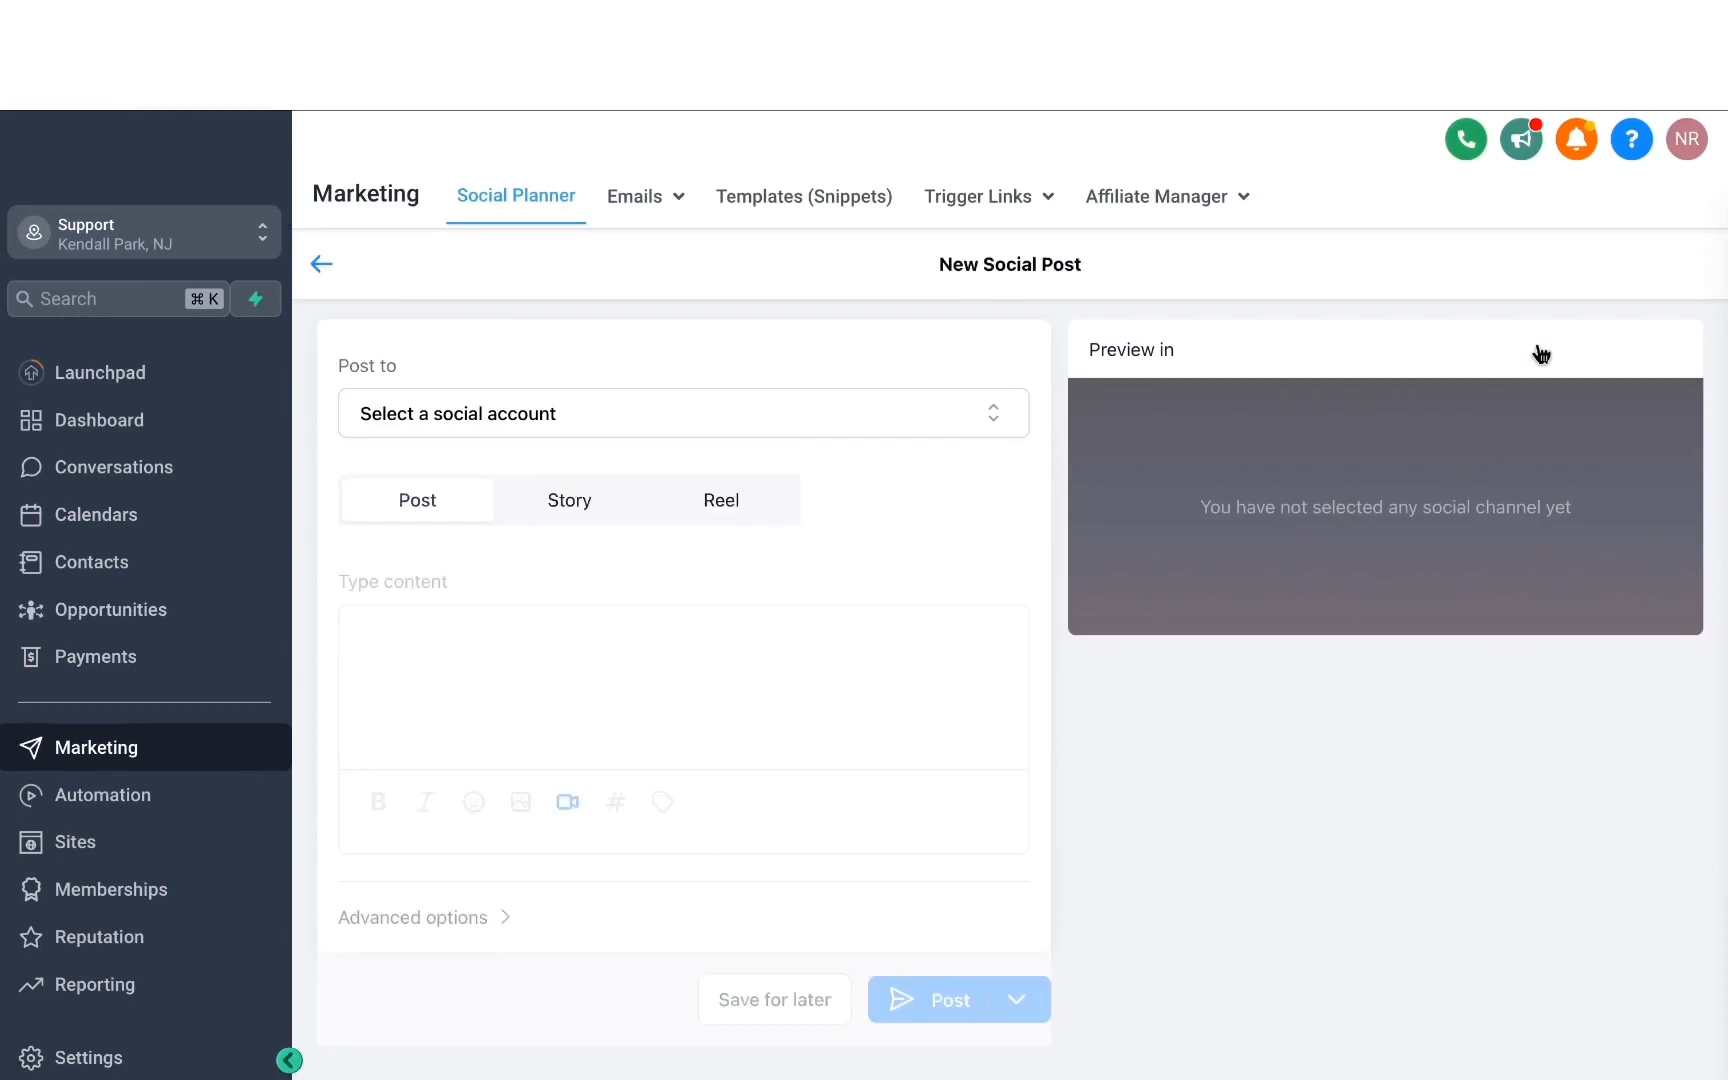 NR
Marketing
Social Planner
Emails
Templates (Snippets)
Trigger Links
Affiliate Manager
Support
Kendall Park, NJ
Search
⌘ K
Launchpad
Dashboard
Conversations
Calendars
Contacts
Opportunities
Payments
Marketing
Automation
Sites
Memberships
Reputation
Reporting
Settings
New Social Post
Post to
Select a social account
Post
Story
Reel
Type content
Advanced options
Save for later
Post
Preview in
You have not selected any social channel yet